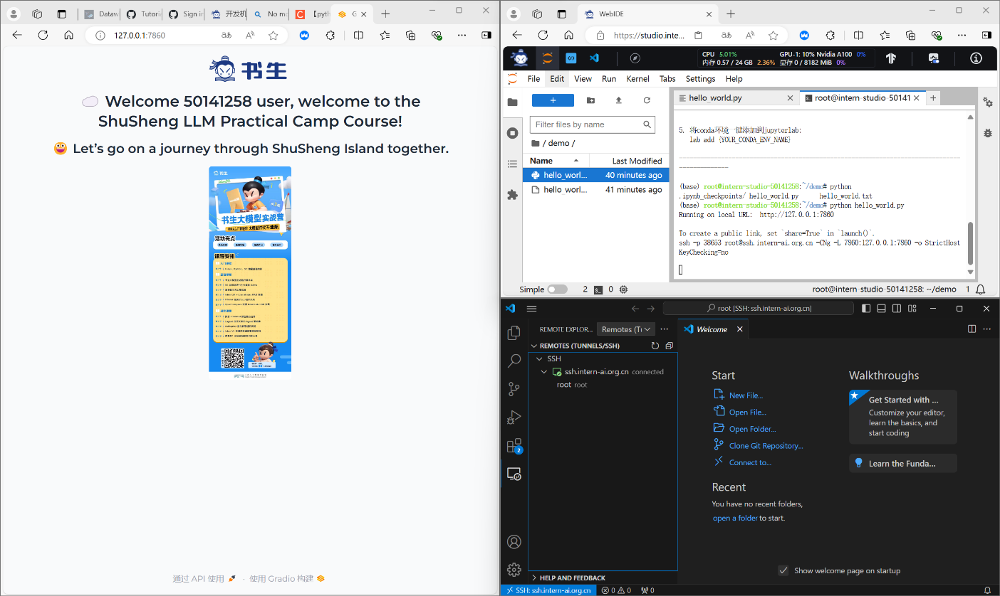 Dataw
Tutori
Sign in
开发机
No mo
【pyth
G
127.0.0.1:7860
书生
Welcome 50141258 user, welcome to the
ShuSheng LLM Practical Camp Course!
Let's go on a journey through ShuSheng Island together.
书生
书生大模型实战营
活动亮点
课程安排
通过 API 使用 · 使用 Gradio 构建
WebIDE
https://studio.inte...
CPU 5.01% GPU-1: 10% Nvidia A100 0%
内存 0.57 / 24 GB 2.36% 显存 0 / 8192 MiB 0%
File Edit View Run Kernel Tabs Settings Help
Filter files by name
/ demo /
Name Last Modified
hello_worl... 40 minutes ago
hello_worl... 41 minutes ago
hello_world.py
root@intern-studio-50141
5. 将conda环境一键添加到jupyterlab:
lab add {YOUR_CONDA_ENV_NAME}
(base) root@intern-studio-50141258:~/demo# python
.ipynb_checkpoints/ hello_world.py hello_world.txt
(base) root@intern-studio-50141258:~/demo# python hello_world.py
Running on local URL: http://127.0.0.1:7860
To create a public link, set `share=True` in `launch()`.
ssh -p 38653 root@ssh.intern-ai.org.cn -CNg -L 7860:127.0.0.1:7860 -o StrictHost
KeyChecking=no
Simple 2 0 root@intern-studio-50141258: ~/demo 1
root [SSH: ssh.intern-ai.org.cn]
REMOTE EXPLOR... Remotes (Tu
REMOTES (TUNNELS/SSH)
SSH
ssh.intern-ai.org.cn connected
root root
2
HELP AND FEEDBACK
Welcome
Start
New File...
Open File...
Open Folder...
Clone Git Repository...
Connect to...
Recent
You have no recent folders,
open a folder to start.
Walkthroughs
Get Started with ...
Customize your editor,
learn the basics, and
start coding
Learn the Funda...
Show welcome page on startup
SSH: ssh.intern-ai.org.cn 0 0 0